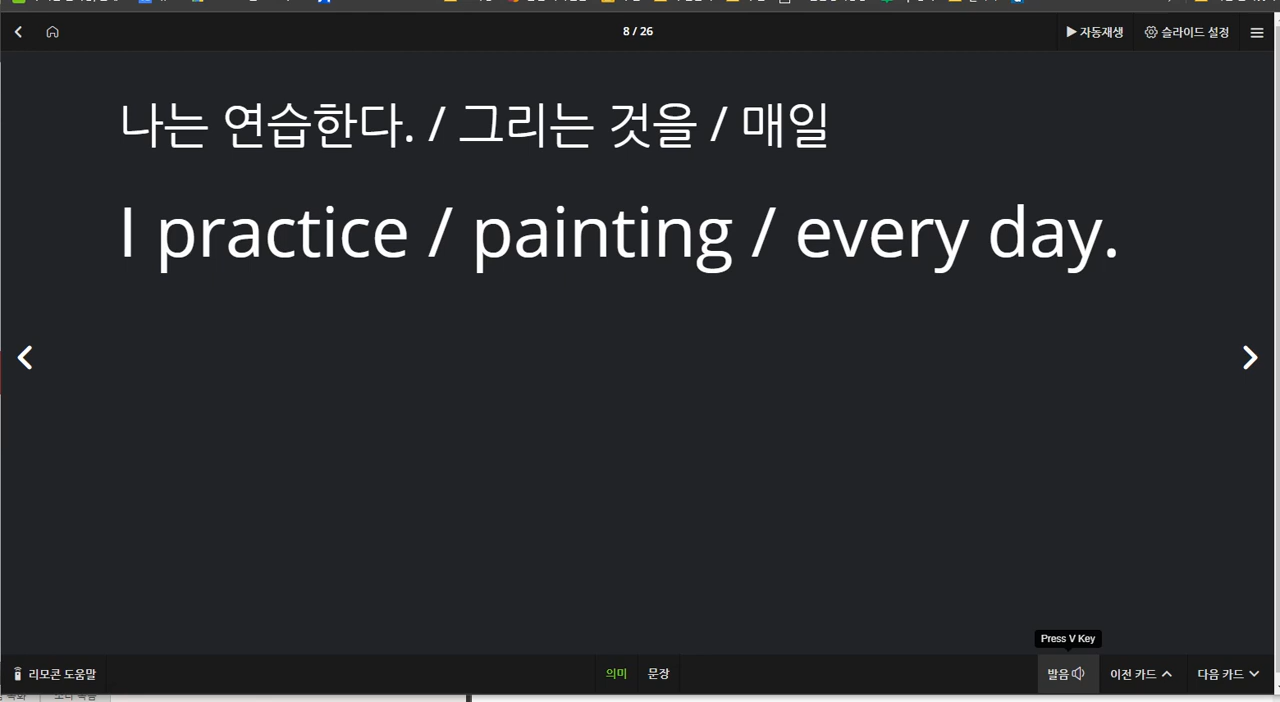 8 / 26
자동재생
슬라이드 설정
나는 연습한다. / 그리는 것을 / 매일
I practice / painting / every day.
Press V Key
리모콘 도움말
의미
문장
발음
이전 카드
다음 카드